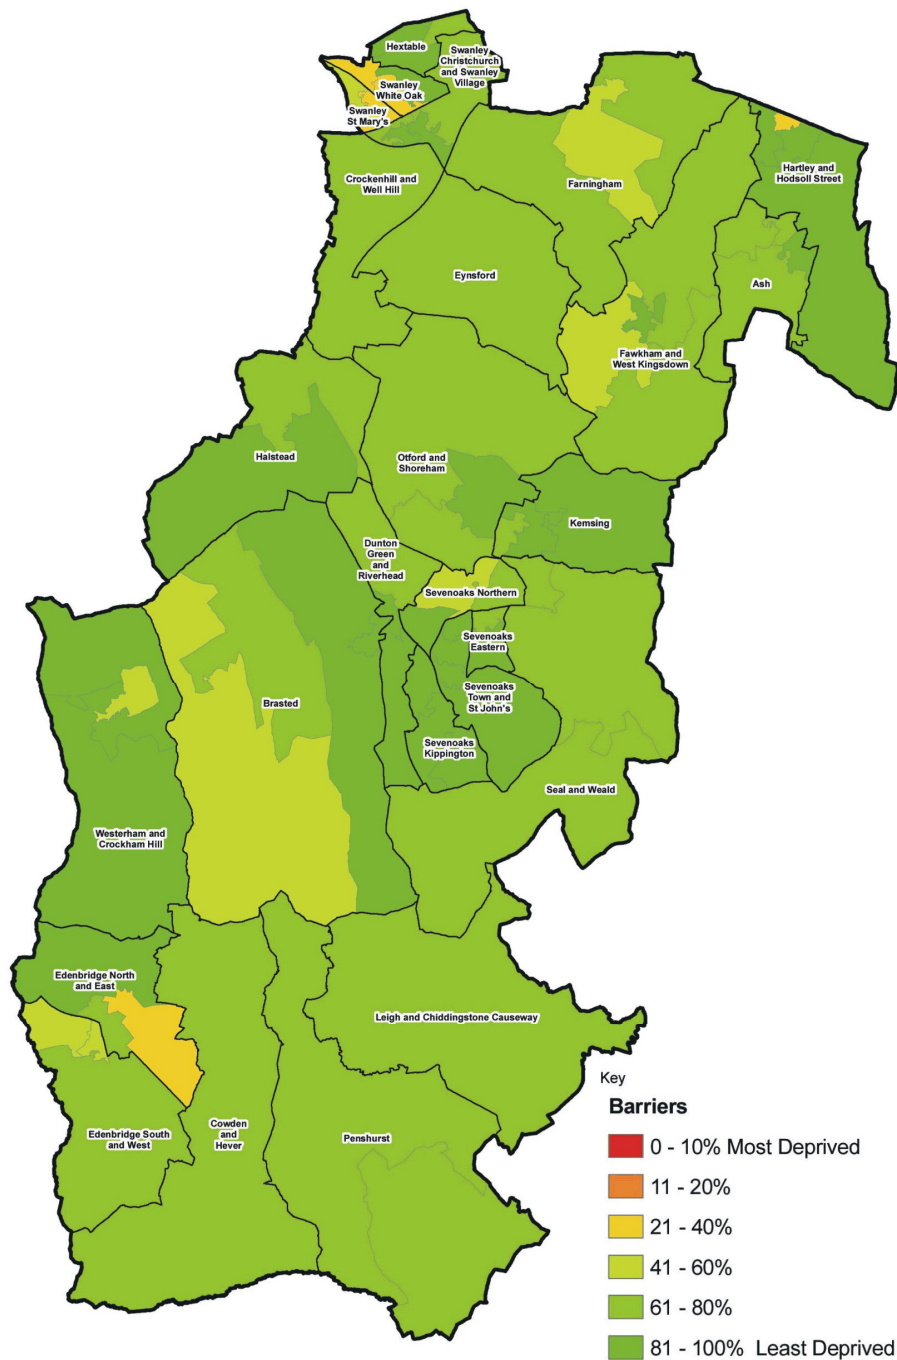 Hextable
Swanley
Christchurch
and Swanley
Village
Swanley
White Oak
Swanley
St Mary's
Crockenhill and
Well Hill
Farningham
Hartley and
Hodsoll Street
Eynsford
Ash
Fawkham and
West Kingsdown
Halstead
Otford and
Shoreham
Kemsing
Dunton
Green
and
Riverhead
Sevenoaks Northern
Sevenoaks
Eastern
Brasted
Sevenoaks
Town and
St John's
Sevenoaks
Kippington
Seal and Weald
Westerham and
Crockham Hill
Edenbridge North
and East
Leigh and Chiddingstone Causeway
Edenbridge South
and West
Cowden
and
Hever
Penshurst
Key
Barriers
0 - 10% Most Deprived
11 - 20%
21 - 40%
41 - 60%
61 - 80%
81 - 100% Least Deprived